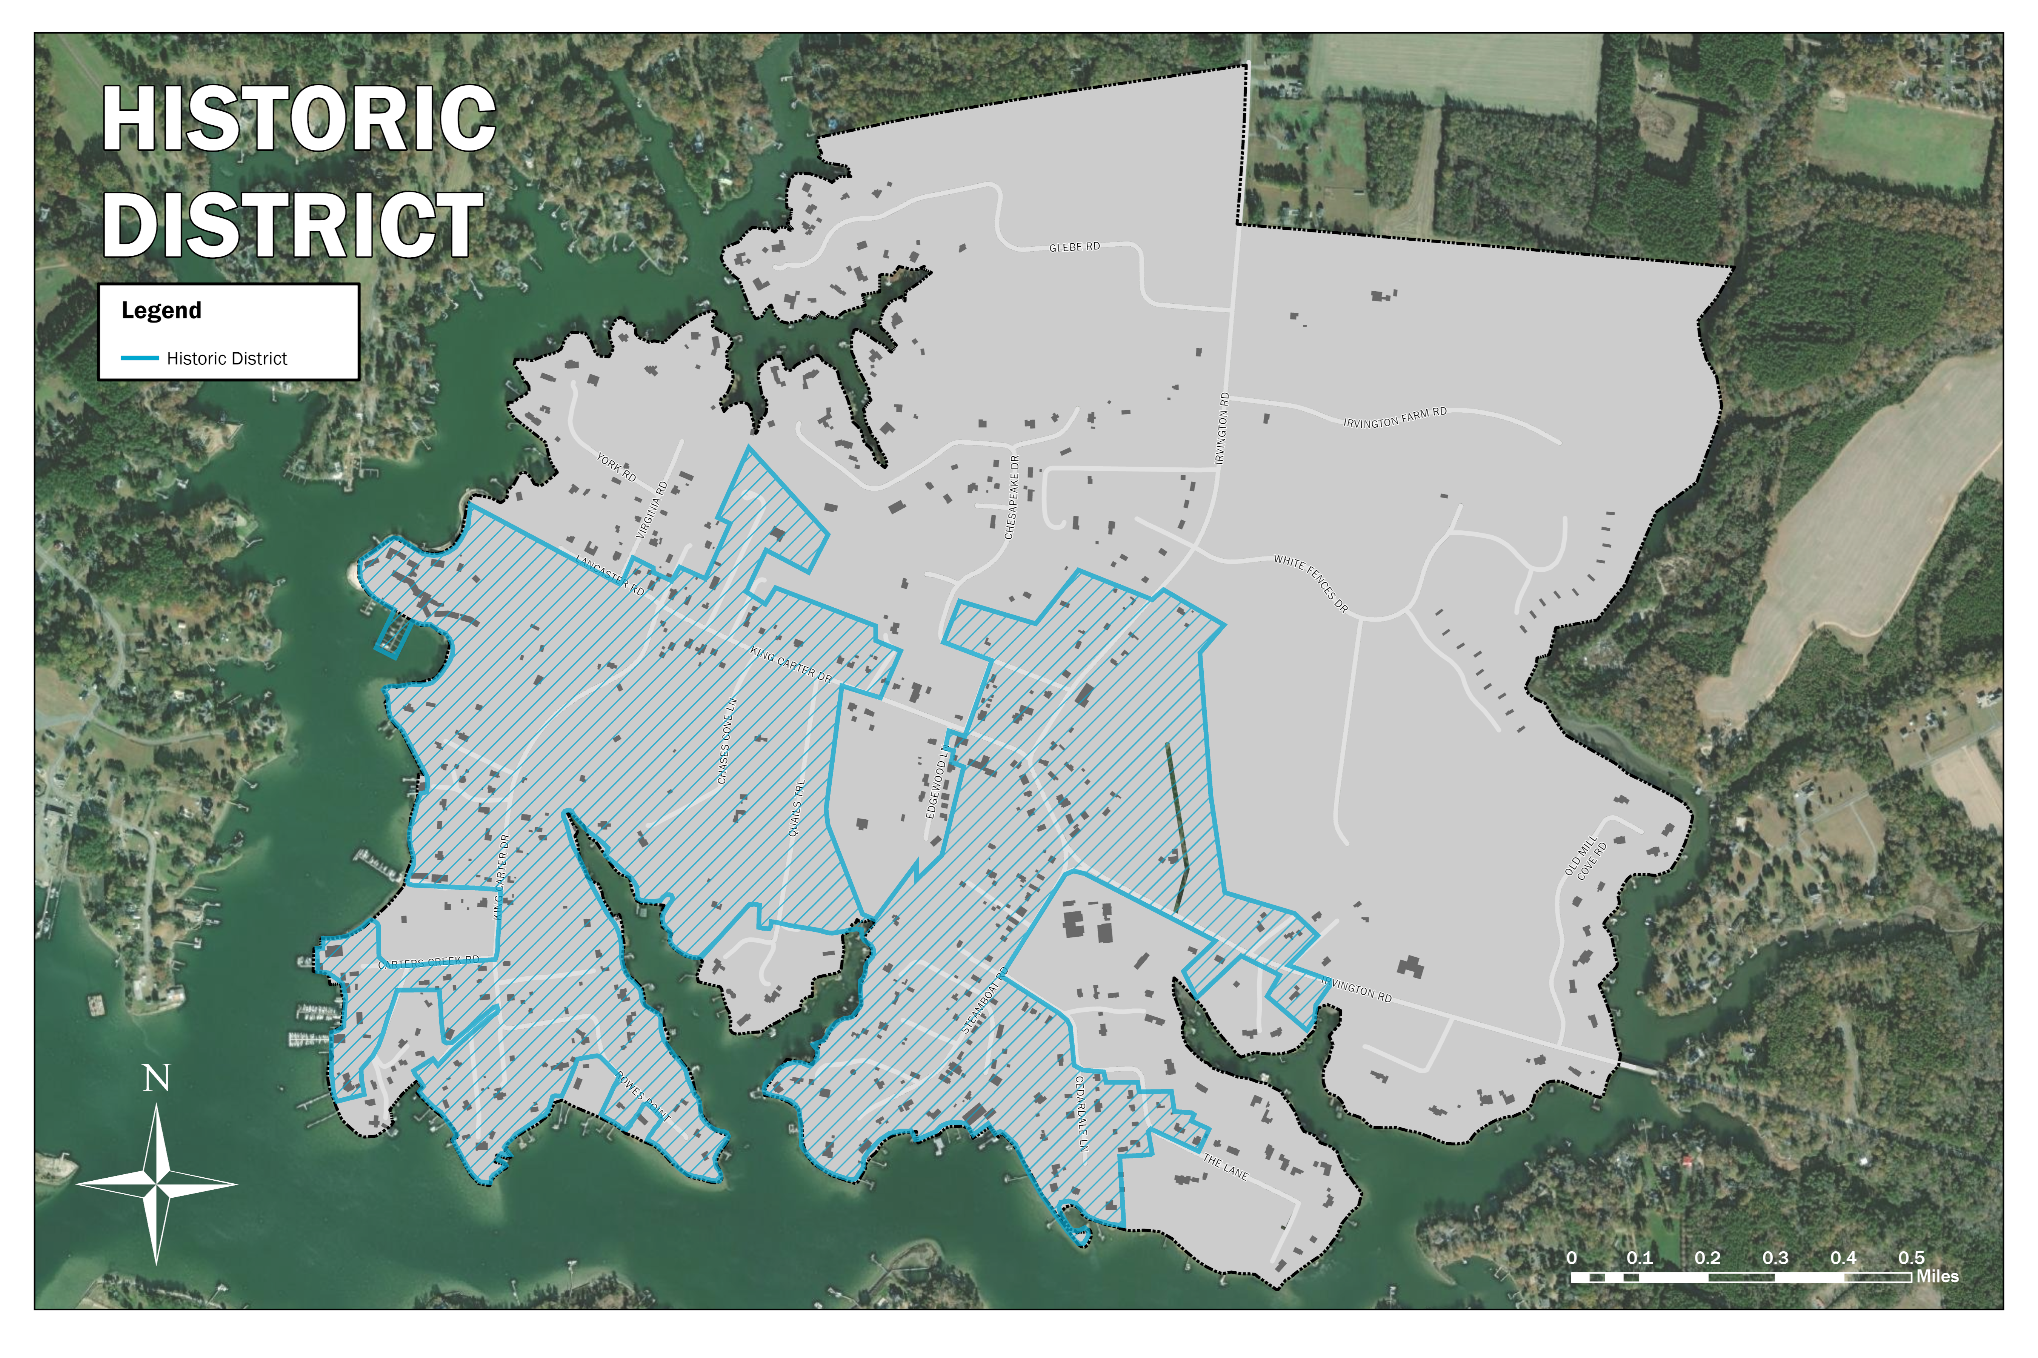 HISTORIC
DISTRICT
Legend
Historic District
GLEBE RD
IRVINGTON RD
IRVINGTON FARM RD
YORK RD
VIRGINIA RD
CHESAPEAKE DR
LANCASTER RD
WHITE FENCES DR
KING CARTER DR
CHASES COVE LN
QUAILS TRL
EDGEWOOD LN
OLD MILL
COVE RD
KING CARTER DR
CARTERS CREEK RD
STEAMBOAT RD
IRVINGTON RD
ROWES POINT
CEDARDALE LN
THE LANE
N
0 0.1 0.2 0.3 0.4 0.5
Miles